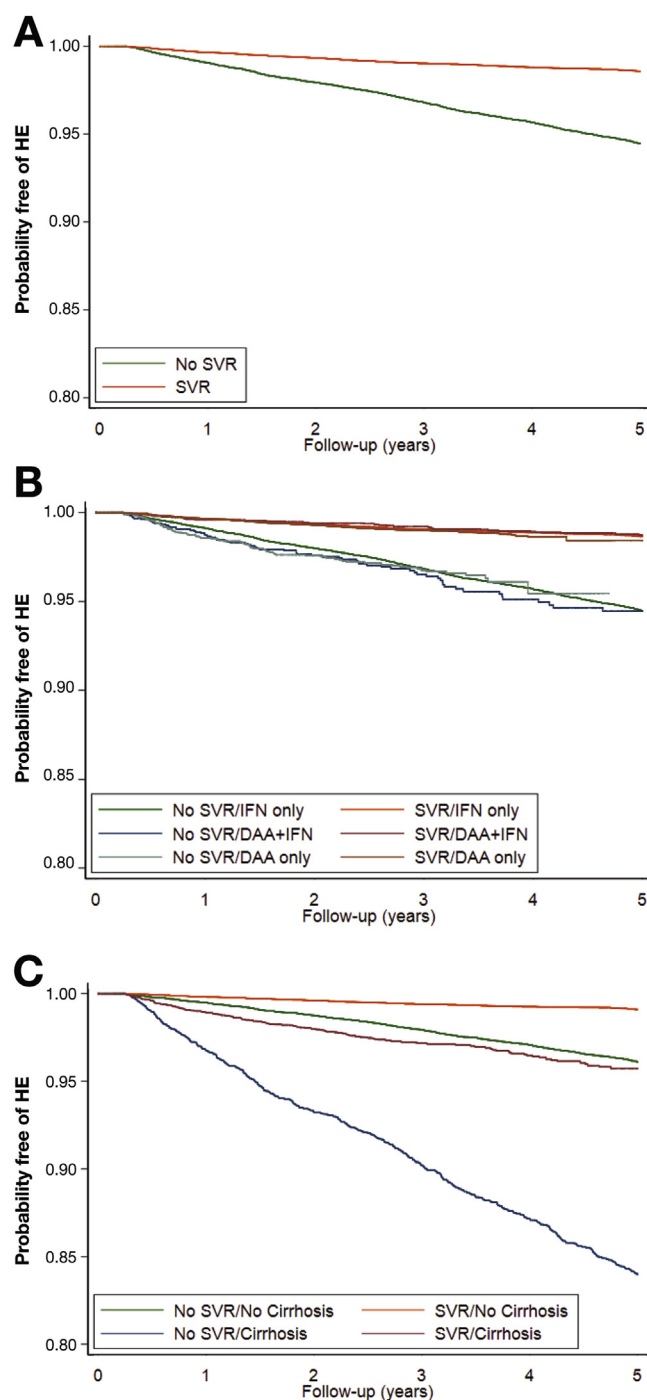 A
Probability free of HE
1.00
0.95
0.90
0.85
0.80
No SVR
SVR
0 1 2 3 4 5
Follow-up (years)
B
Probability free of HE
1.00
0.95
0.90
0.85
0.80
No SVR/IFN only SVR/IFN only
No SVR/DAA+IFN SVR/DAA+IFN
No SVR/DAA only SVR/DAA only
0 1 2 3 4 5
Follow-up (years)
C
Probability free of HE
1.00
0.95
0.90
0.85
0.80
No SVR/No Cirrhosis SVR/No Cirrhosis
No SVR/Cirrhosis SVR/Cirrhosis
0 1 2 3 4 5
Follow-up (years)